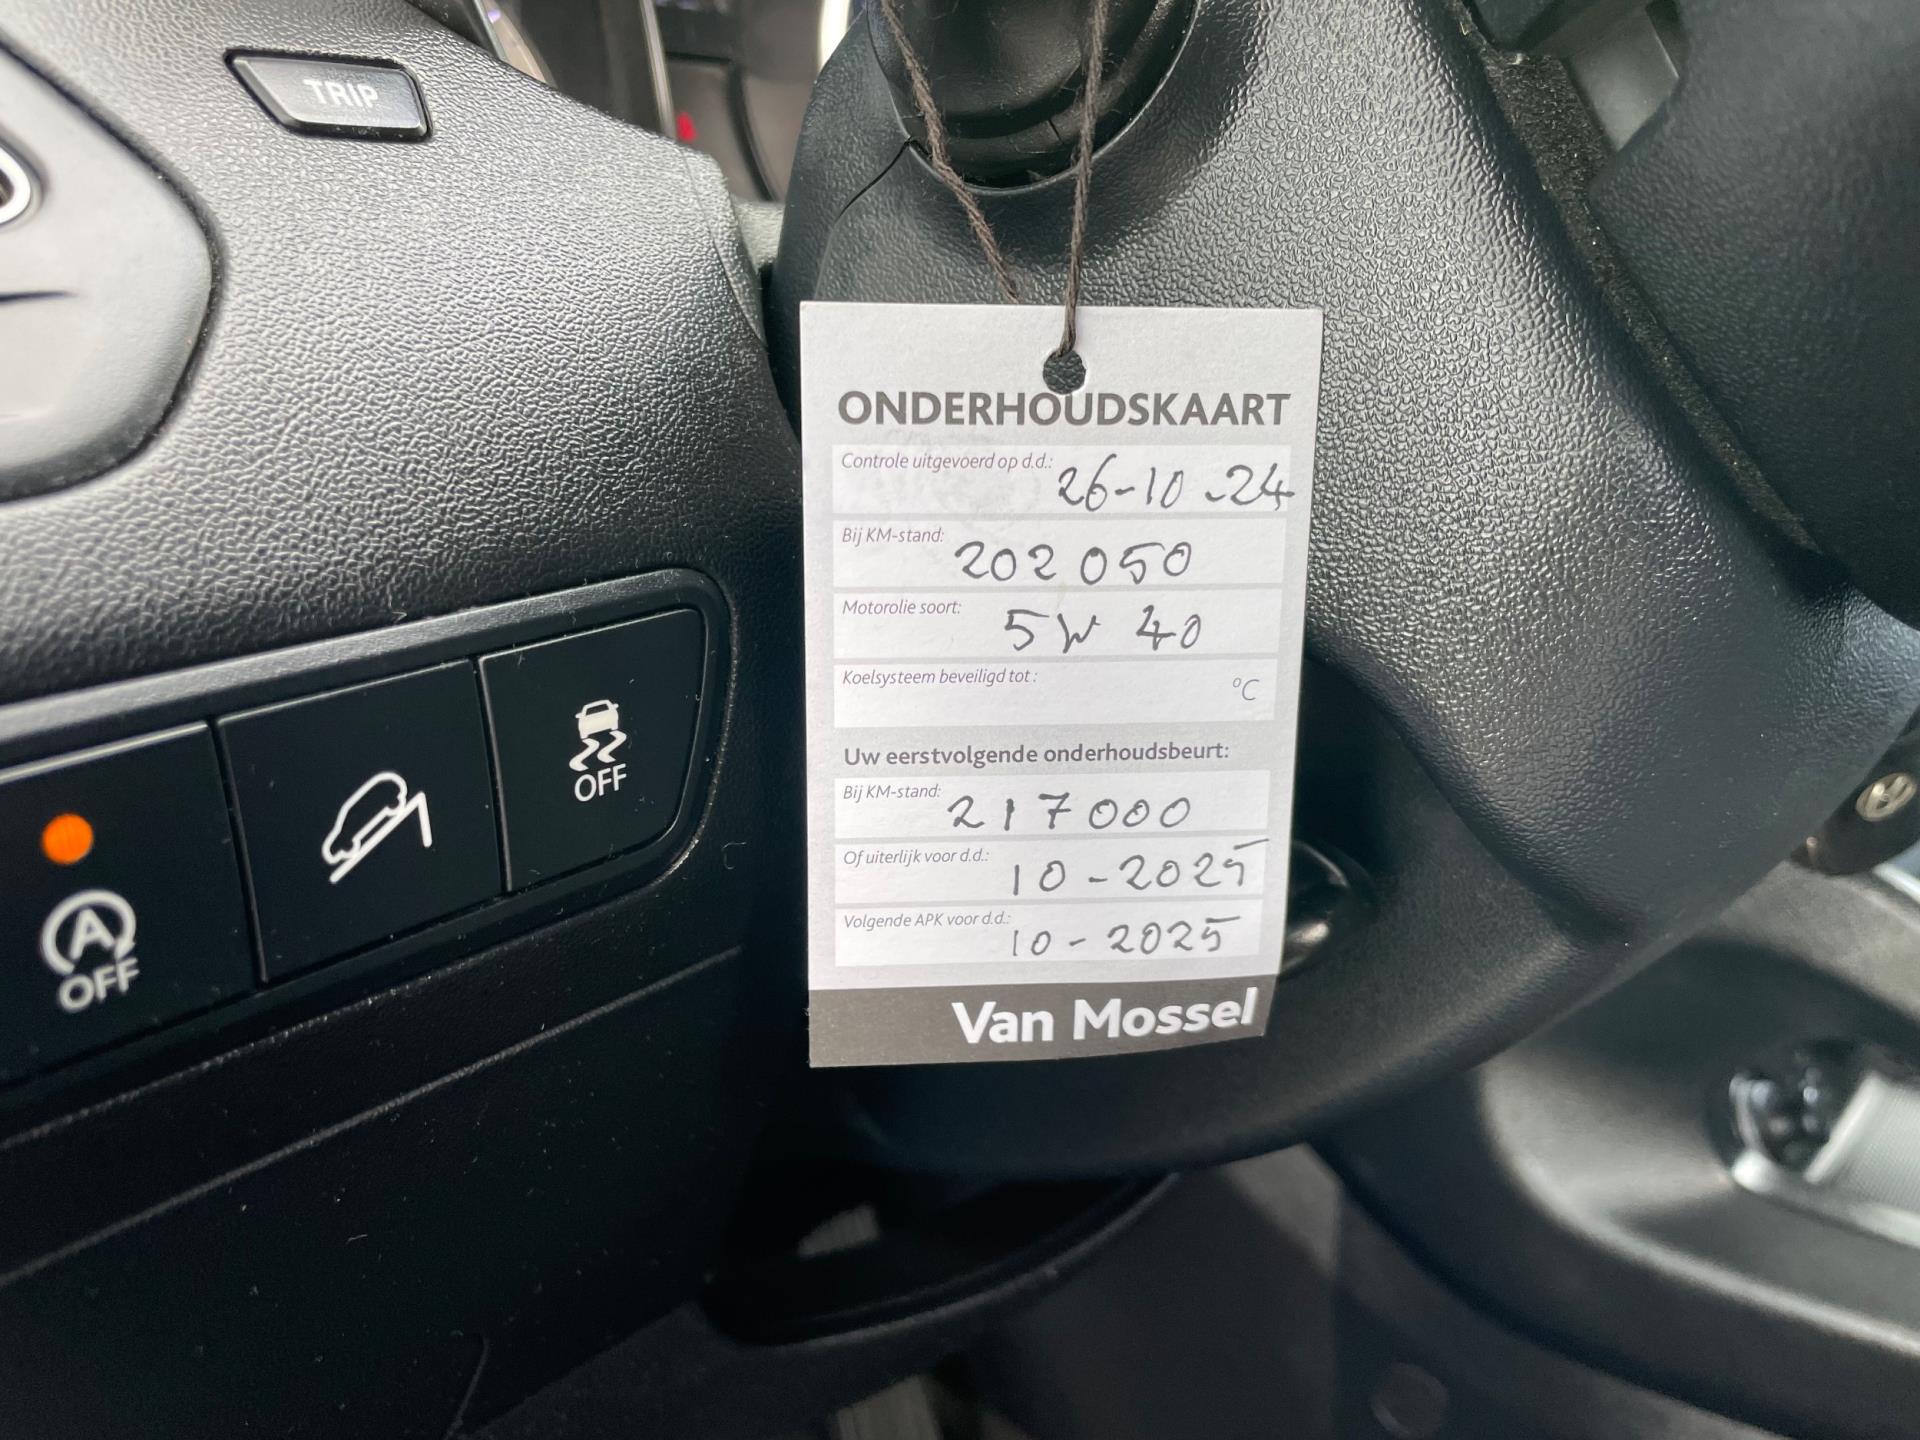 TRIP
ONDERHOUDSKAART
Controle uitgevoerd op d.d.: 26-10-24
Bij KM-stand: 202050
Motorolie soort: 5W 40
Koelsysteem beveiligd tot : °C
Uw eerstvolgende onderhoudsbeurt:
Bij KM-stand: 217000
Of uiterlijk voor d.d.: 10-2025
Volgende APK voor d.d.: 10-2025
Van Mossel
A
OFF
OFF